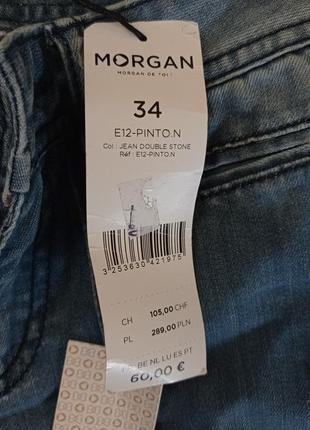 MORGAN
MORGAN DE TOI !
34
E12-PINTO.N
Col : JEAN DOUBLE STONE
Réf : E12-PINTO.N
3 253630 421975
CH 105,00 CHF
PL 289,00 PLN
BE NL LU ES PT
60,00 €